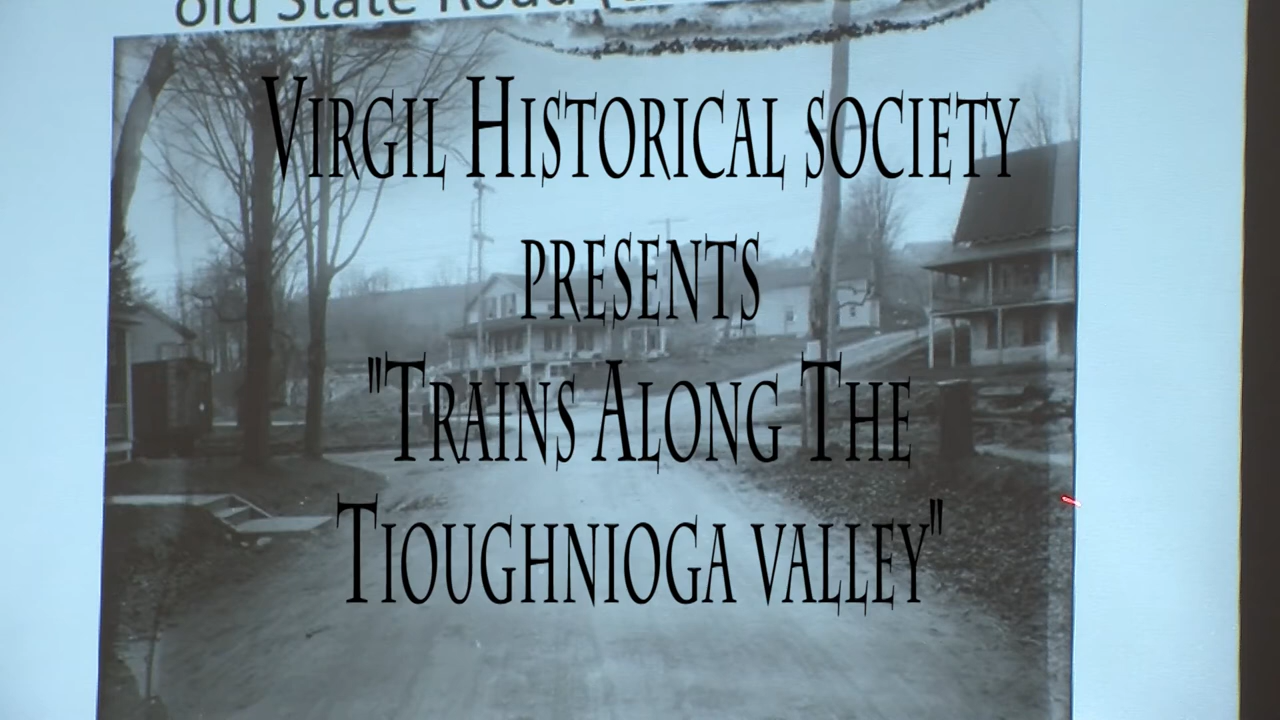 old State Road
VIRGIL HISTORICAL SOCIETY
PRESENTS
"TRAINS ALONG THE
TIOUGHNIOGA VALLEY"